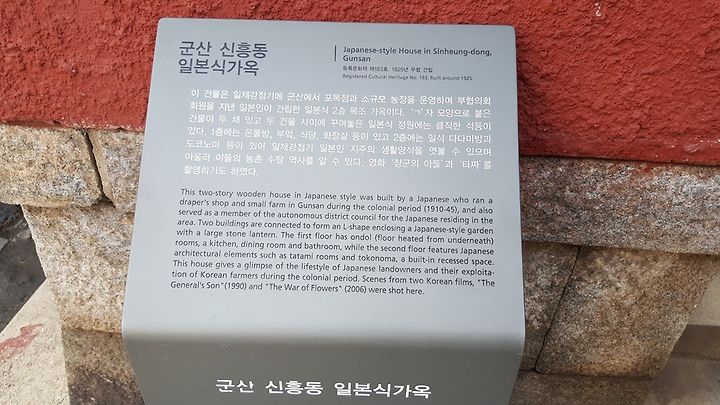 군산 신흥동
일본식가옥
Japanese-style House in Sinheung-dong,
Gunsan
등록문화재 제183호, 1925년 무렵 건립
Registered Cultural Heritage No. 183, Built around 1925
이 건물은 일제강점기에 군산에서 포목점과 소규모 농장을 운영하며 부협의회
회원을 지낸 일본인이 건립한 일본식 2층 목조 가옥이다. 'ㄱ'자 모양으로 붙은
건물이 두 채 있고 두 건물 사이에 꾸며놓은 일본식 정원에는 큼직한 석등이
있다. 1층에는 온돌방, 부엌, 식당, 화장실 등이 있고 2층에는 일식 다다미방과
도코노마 등이 있어 일제강점기 일본인 지주의 생활양식을 엿볼 수 있으며
아울러 이들의 농촌 수탈 역사를 알 수 있다. 영화 '장군의 아들'과 '타짜'를
촬영하기도 하였다.
This two-story wooden house in Japanese style was built by a Japanese who ran a
draper's shop and small farm in Gunsan during the colonial period (1910-45), and also
served as a member of the autonomous district council for the Japanese residing in the
area. Two buildings are connected to form an L-shape enclosing a Japanese-style garden
with a large stone lantern. The first floor has ondol (floor heated from underneath)
rooms, a kitchen, dining room and bathroom, while the second floor features Japanese
architectural elements such as tatami rooms and tokonoma, a built-in recessed space.
This house gives a glimpse of the lifestyle of Japanese landowners and their exploita-
tion of Korean farmers during the colonial period. Scenes from two Korean films, "The
General's Son"(1990) and "The War of Flowers" (2006) were shot here.
군산 신흥동 일본식가옥